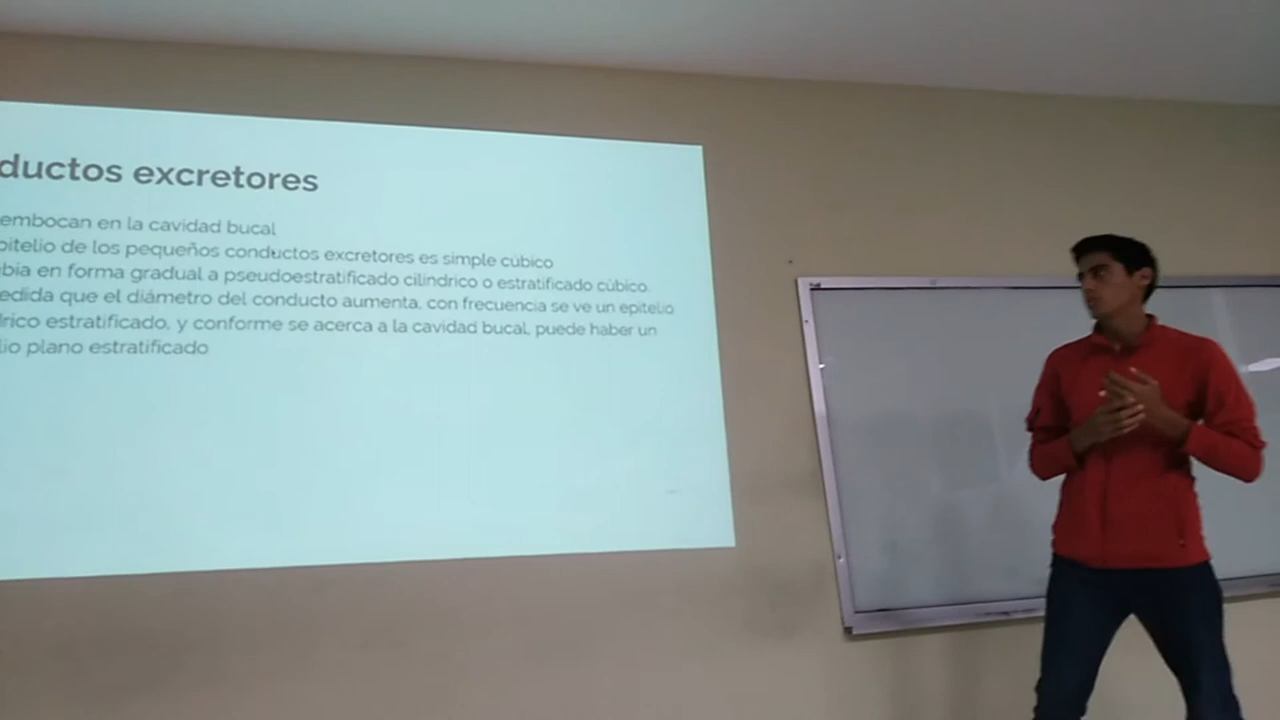 ductos excretores
embocan en la cavidad bucal
pitelio de los pequeños conductos excretores es simple cúbico
bia en forma gradual a pseudoestratificado cilíndrico o estratificado cúbico.
edida que el diámetro del conducto aumenta, con frecuencia se ve un epitelio
drico estratificado, y conforme se acerca a la cavidad bucal, puede haber un
lio plano estratificado